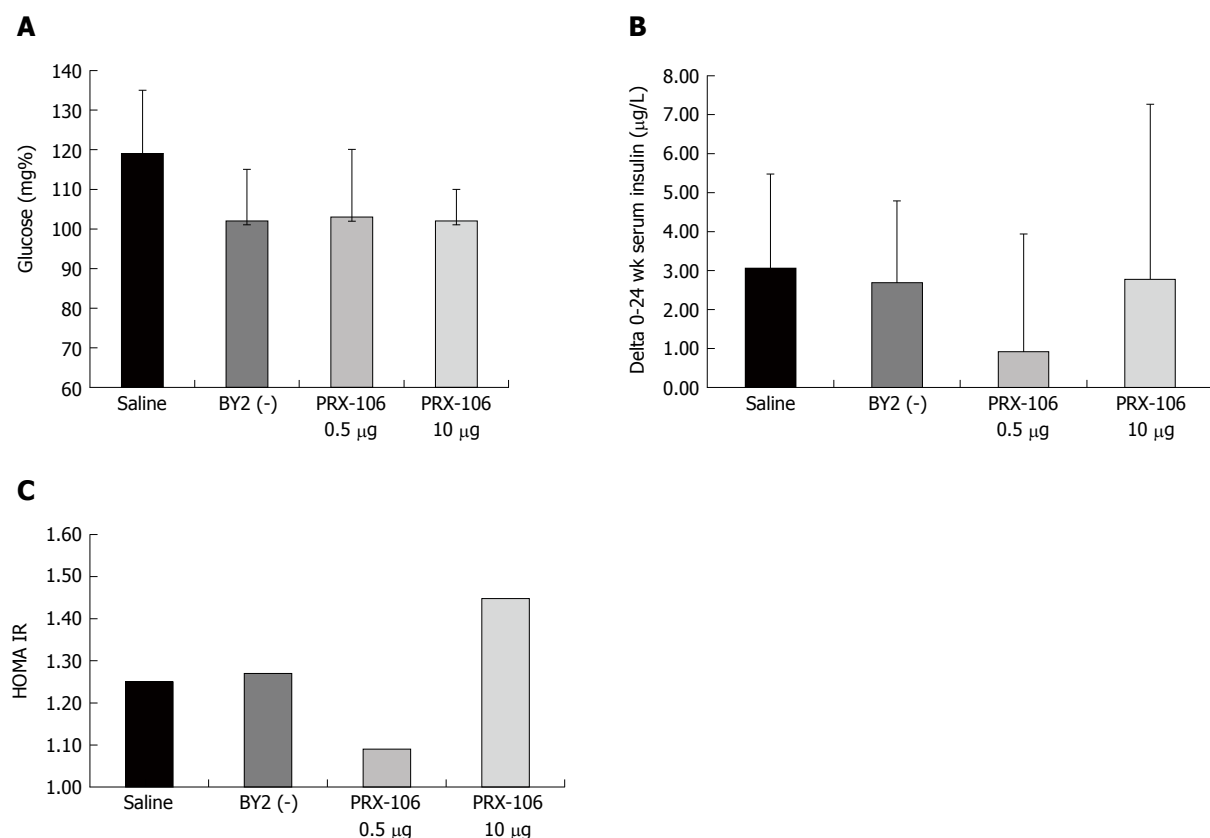 A
Glucose (mg%)
140
130
120
110
100
90
80
70
60
Saline
BY2 (-)
PRX-106
0.5 μg
PRX-106
10 μg
B
Delta 0-24 wk serum insulin (μg/L)
8.00
7.00
6.00
5.00
4.00
3.00
2.00
1.00
0.00
Saline
BY2 (-)
PRX-106
0.5 μg
PRX-106
10 μg
C
HOMA IR
1.60
1.50
1.40
1.30
1.20
1.10
1.00
Saline
BY2 (-)
PRX-106
0.5 μg
PRX-106
10 μg